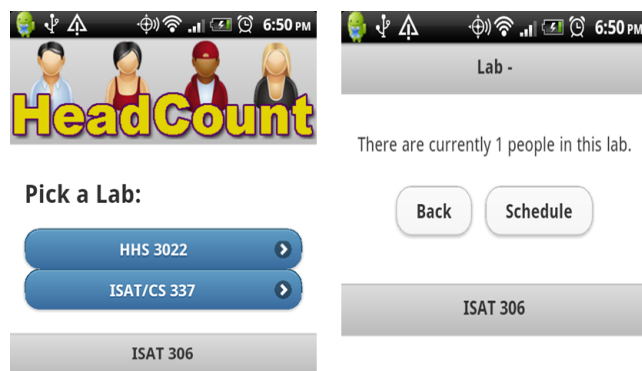 6:50 PM
HeadCount
Pick a Lab:
HHS 3022
ISAT/CS 337
ISAT 306
6:50 PM
Lab -
There are currently 1 people in this lab.
Back
Schedule
ISAT 306